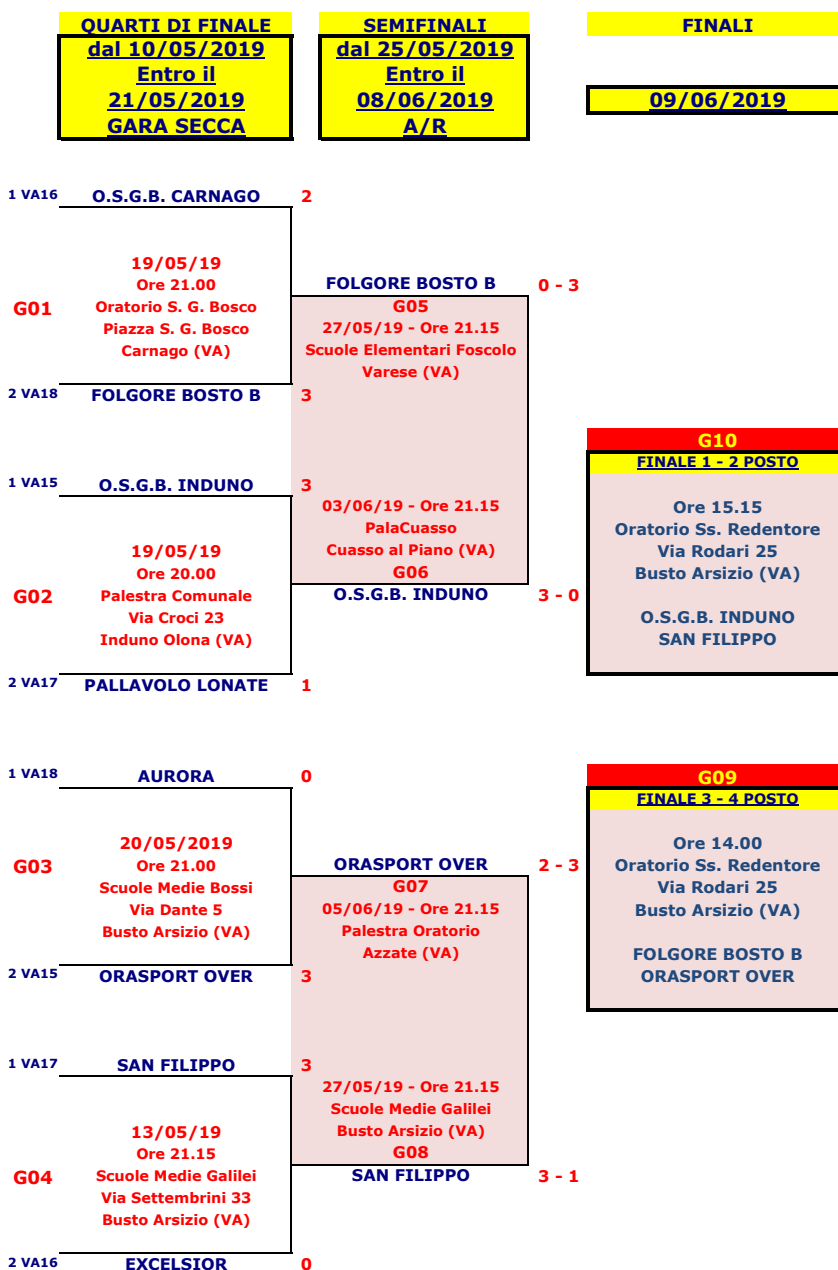 QUARTI DI FINALE
dal 10/05/2019
Entro il
21/05/2019
GARA SECCA
SEMIFINALI
dal 25/05/2019
Entro il
08/06/2019
A/R
FINALI
09/06/2019
1 VA16 O.S.G.B. CARNAGO 2
G01
19/05/19
Ore 21.00
Oratorio S. G. Bosco
Piazza S. G. Bosco
Carnago (VA)
2 VA18 FOLGORE BOSTO B 3
FOLGORE BOSTO B 0 - 3
G05
27/05/19 - Ore 21.15
Scuole Elementari Foscolo
Varese (VA)
1 VA15 O.S.G.B. INDUNO 3
G02
19/05/19
Ore 20.00
Palestra Comunale
Via Croci 23
Induno Olona (VA)
2 VA17 PALLAVOLO LONATE 1
03/06/19 - Ore 21.15
PalaCuasso
Cuasso al Piano (VA)
G06
O.S.G.B. INDUNO 3 - 0
G10
FINALE 1 - 2 POSTO
Ore 15.15
Oratorio Ss. Redentore
Via Rodari 25
Busto Arsizio (VA)
O.S.G.B. INDUNO
SAN FILIPPO
1 VA18 AURORA 0
G03
20/05/2019
Ore 21.00
Scuole Medie Bossi
Via Dante 5
Busto Arsizio (VA)
2 VA15 ORASPORT OVER 3
ORASPORT OVER 2 - 3
G07
05/06/19 - Ore 21.15
Palestra Oratorio
Azzate (VA)
G09
FINALE 3 - 4 POSTO
Ore 14.00
Oratorio Ss. Redentore
Via Rodari 25
Busto Arsizio (VA)
FOLGORE BOSTO B
ORASPORT OVER
1 VA17 SAN FILIPPO 3
G04
13/05/19
Ore 21.15
Scuole Medie Galilei
Via Settembrini 33
Busto Arsizio (VA)
2 VA16 EXCELSIOR 0
27/05/19 - Ore 21.15
Scuole Medie Galilei
Busto Arsizio (VA)
G08
SAN FILIPPO 3 - 1